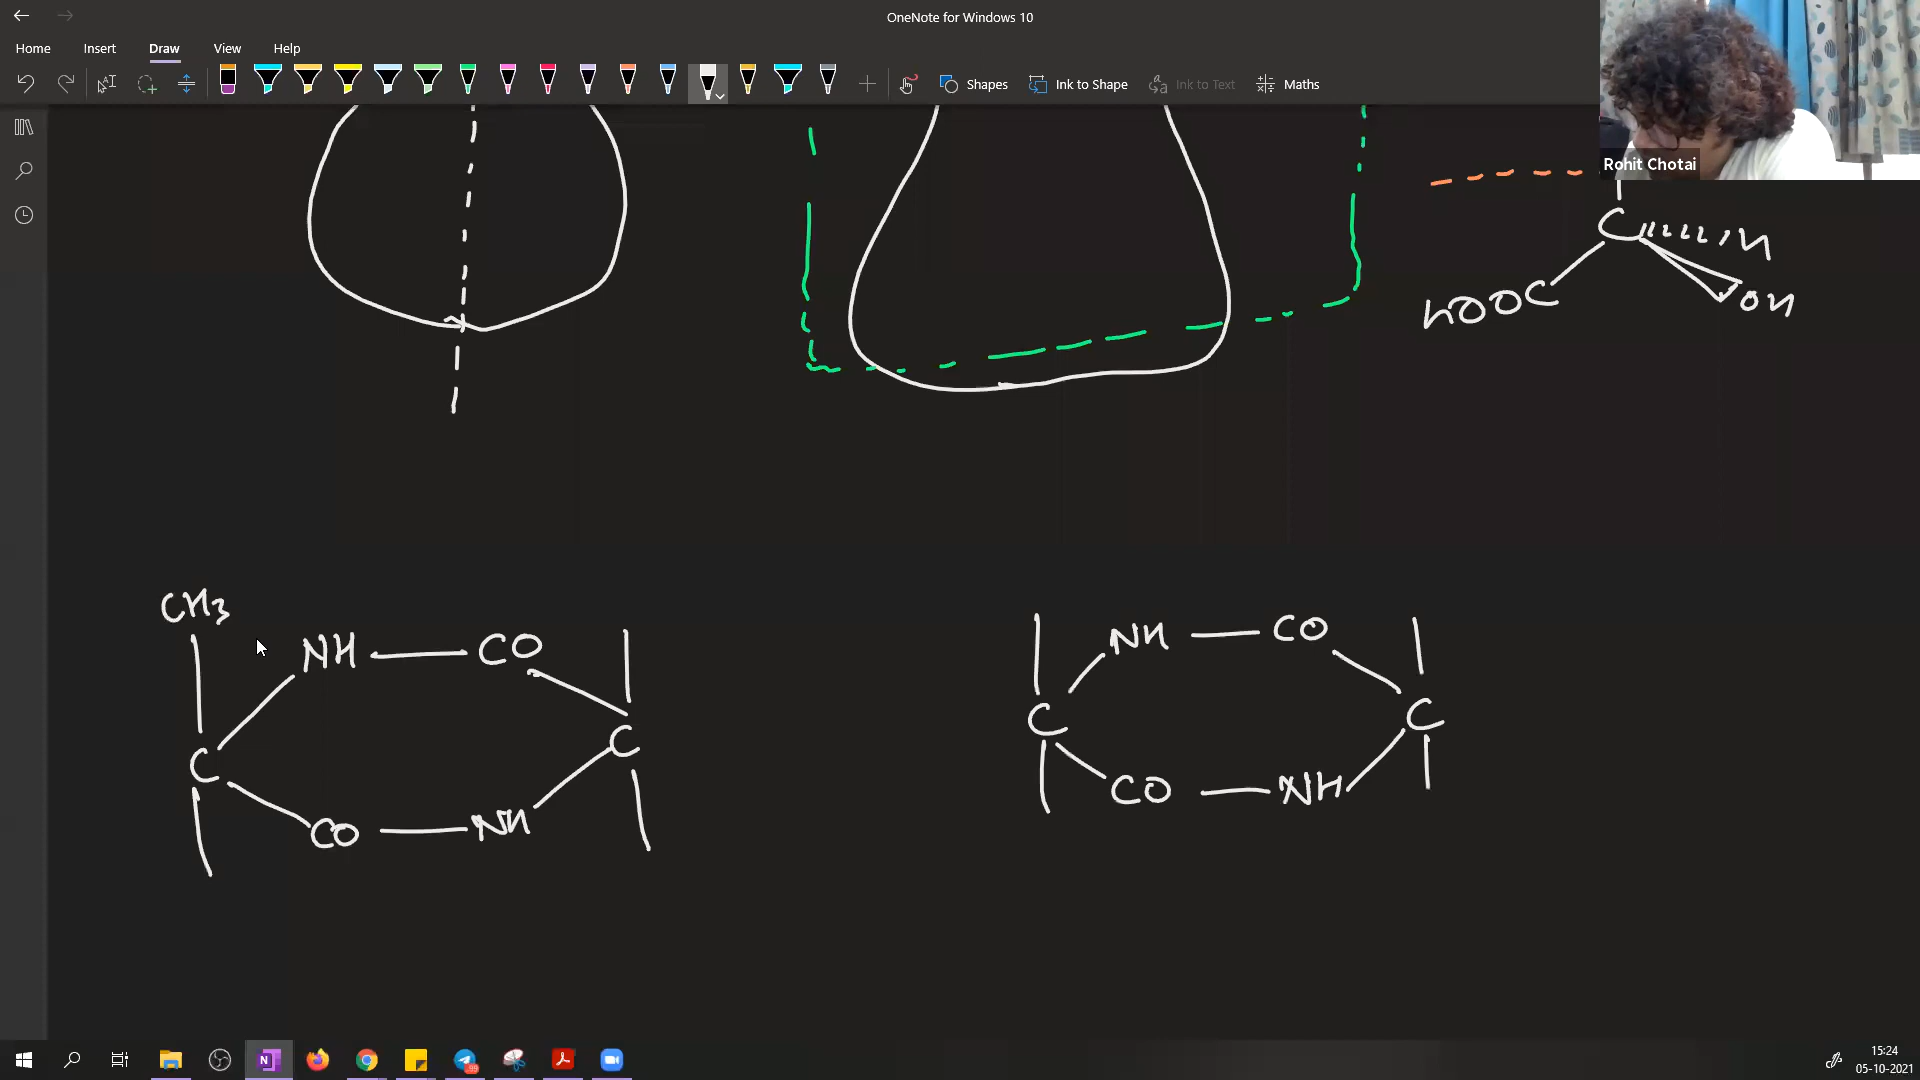 OneNote for Windows 10
Home Insert Draw View Help
Shapes Ink to Shape Ink to Text Maths
Rohit Chotai
C H
HOOC OH
CH3
NH CO
C C
CO NH
NH CO
C C
CO NH
15:24
05-10-2021